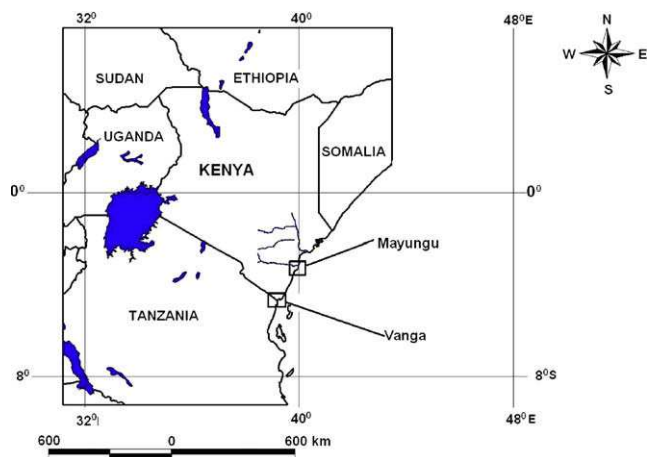 32⁰ 40⁰ 48⁰E
N
W E
S
SUDAN ETHIOPIA
UGANDA
KENYA SOMALIA
0⁰ 0⁰
Mayungu
TANZANIA
Vanga
8⁰ 8⁰S
32⁰ 40⁰ 48⁰ E
600 0 600 km